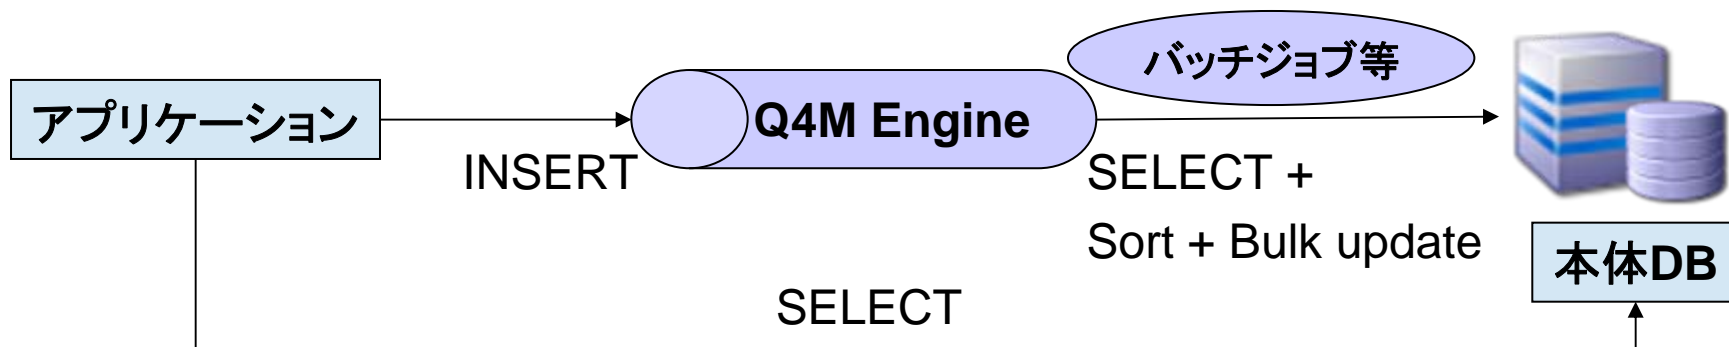 バッチジョブ等
アプリケーション
Q4M Engine
INSERT
SELECT +
Sort + Bulk update
本体DB
SELECT